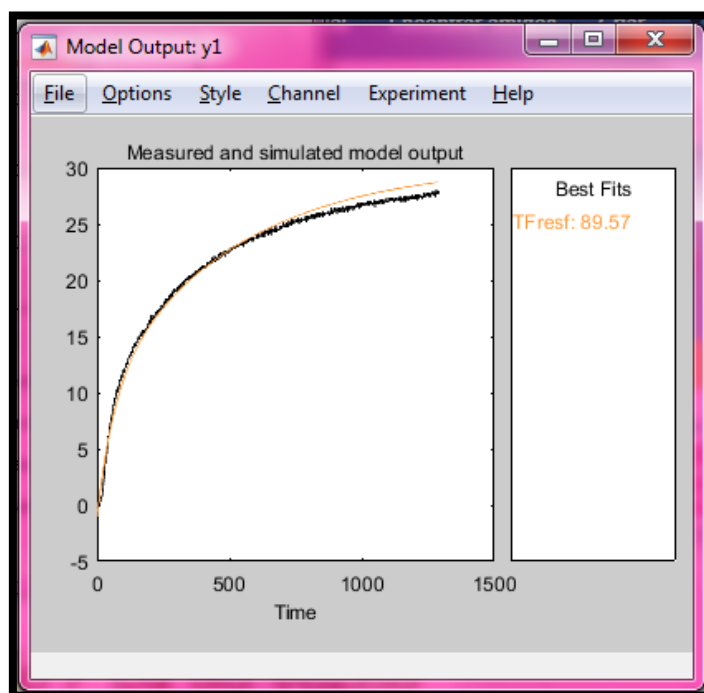 Model Output: y1
File Options Style Channel Experiment Help
Measured and simulated model output
30
25
20
15
10
5
0
-5
0 500 1000 1500
Time
Best Fits
TFresf: 89.57